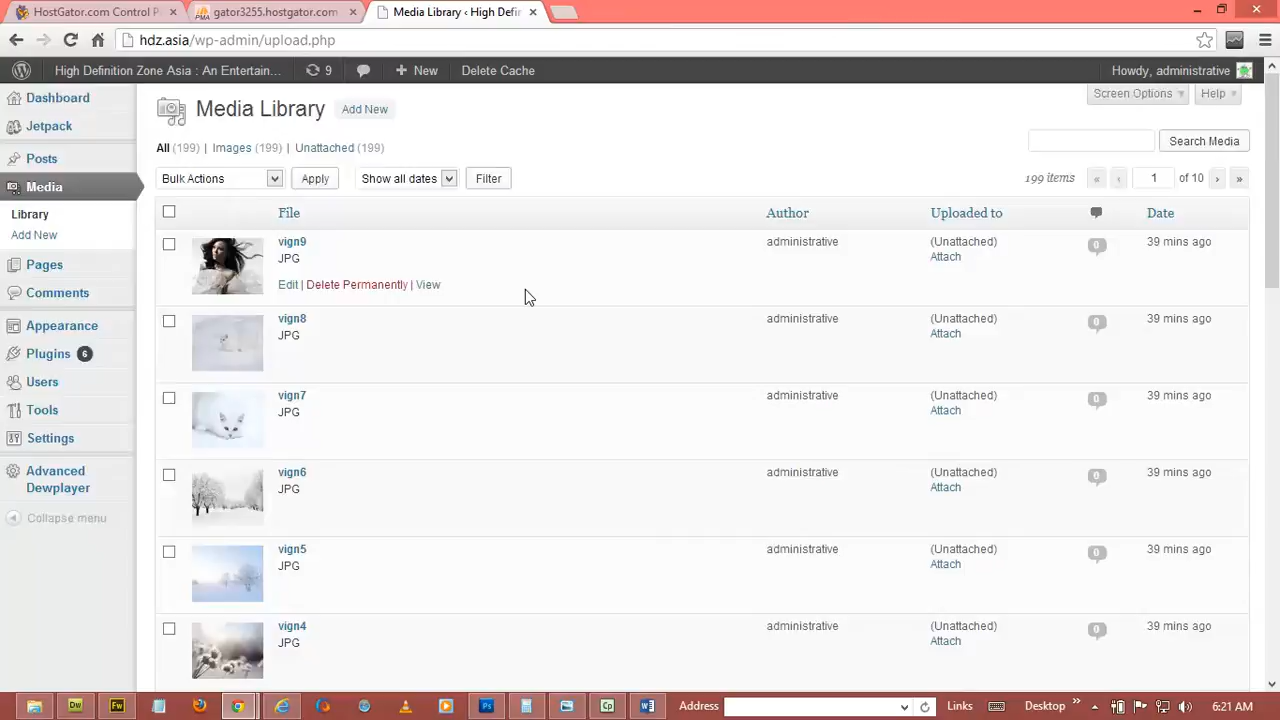 HostGator.com Control P
gator3255.hostgator.com
Media Library ‹ High Defin
hdz.asia/wp-admin/upload.php
High Definition Zone Asia : An Entertain... 9 New Delete Cache Howdy, administrative
Dashboard
Jetpack
Posts
Media
Library
Add New
Pages
Comments
Appearance
Plugins 6
Users
Tools
Settings
Advanced
Dewplayer
Collapse menu
Media Library Add New
Screen Options Help
All (199) | Images (199) | Unattached (199)
Search Media
Bulk Actions Apply Show all dates Filter
199 items « ‹ 1 of 10 › »
File Author Uploaded to Date
vign9 administrative (Unattached) 0 39 mins ago
JPG Attach
Edit | Delete Permanently | View
vign8 administrative (Unattached) 0 39 mins ago
JPG Attach
vign7 administrative (Unattached) 0 39 mins ago
JPG Attach
vign6 administrative (Unattached) 0 39 mins ago
JPG Attach
vign5 administrative (Unattached) 0 39 mins ago
JPG Attach
vign4 administrative (Unattached) 0 39 mins ago
JPG Attach
Dw Fw Ps Cp W Address Links Desktop » 6:21 AM